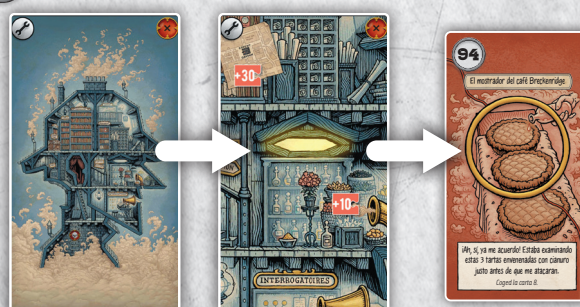 +30
+10
INTERROGATOIRES
94
El mostrador del café Breckenridge
¡Ah, sí, ya me acuerdo! Estaba examinando
estas 3 tartas envenenadas con cianuro
justo antes de que me atacaran.
Coged la carta 8.